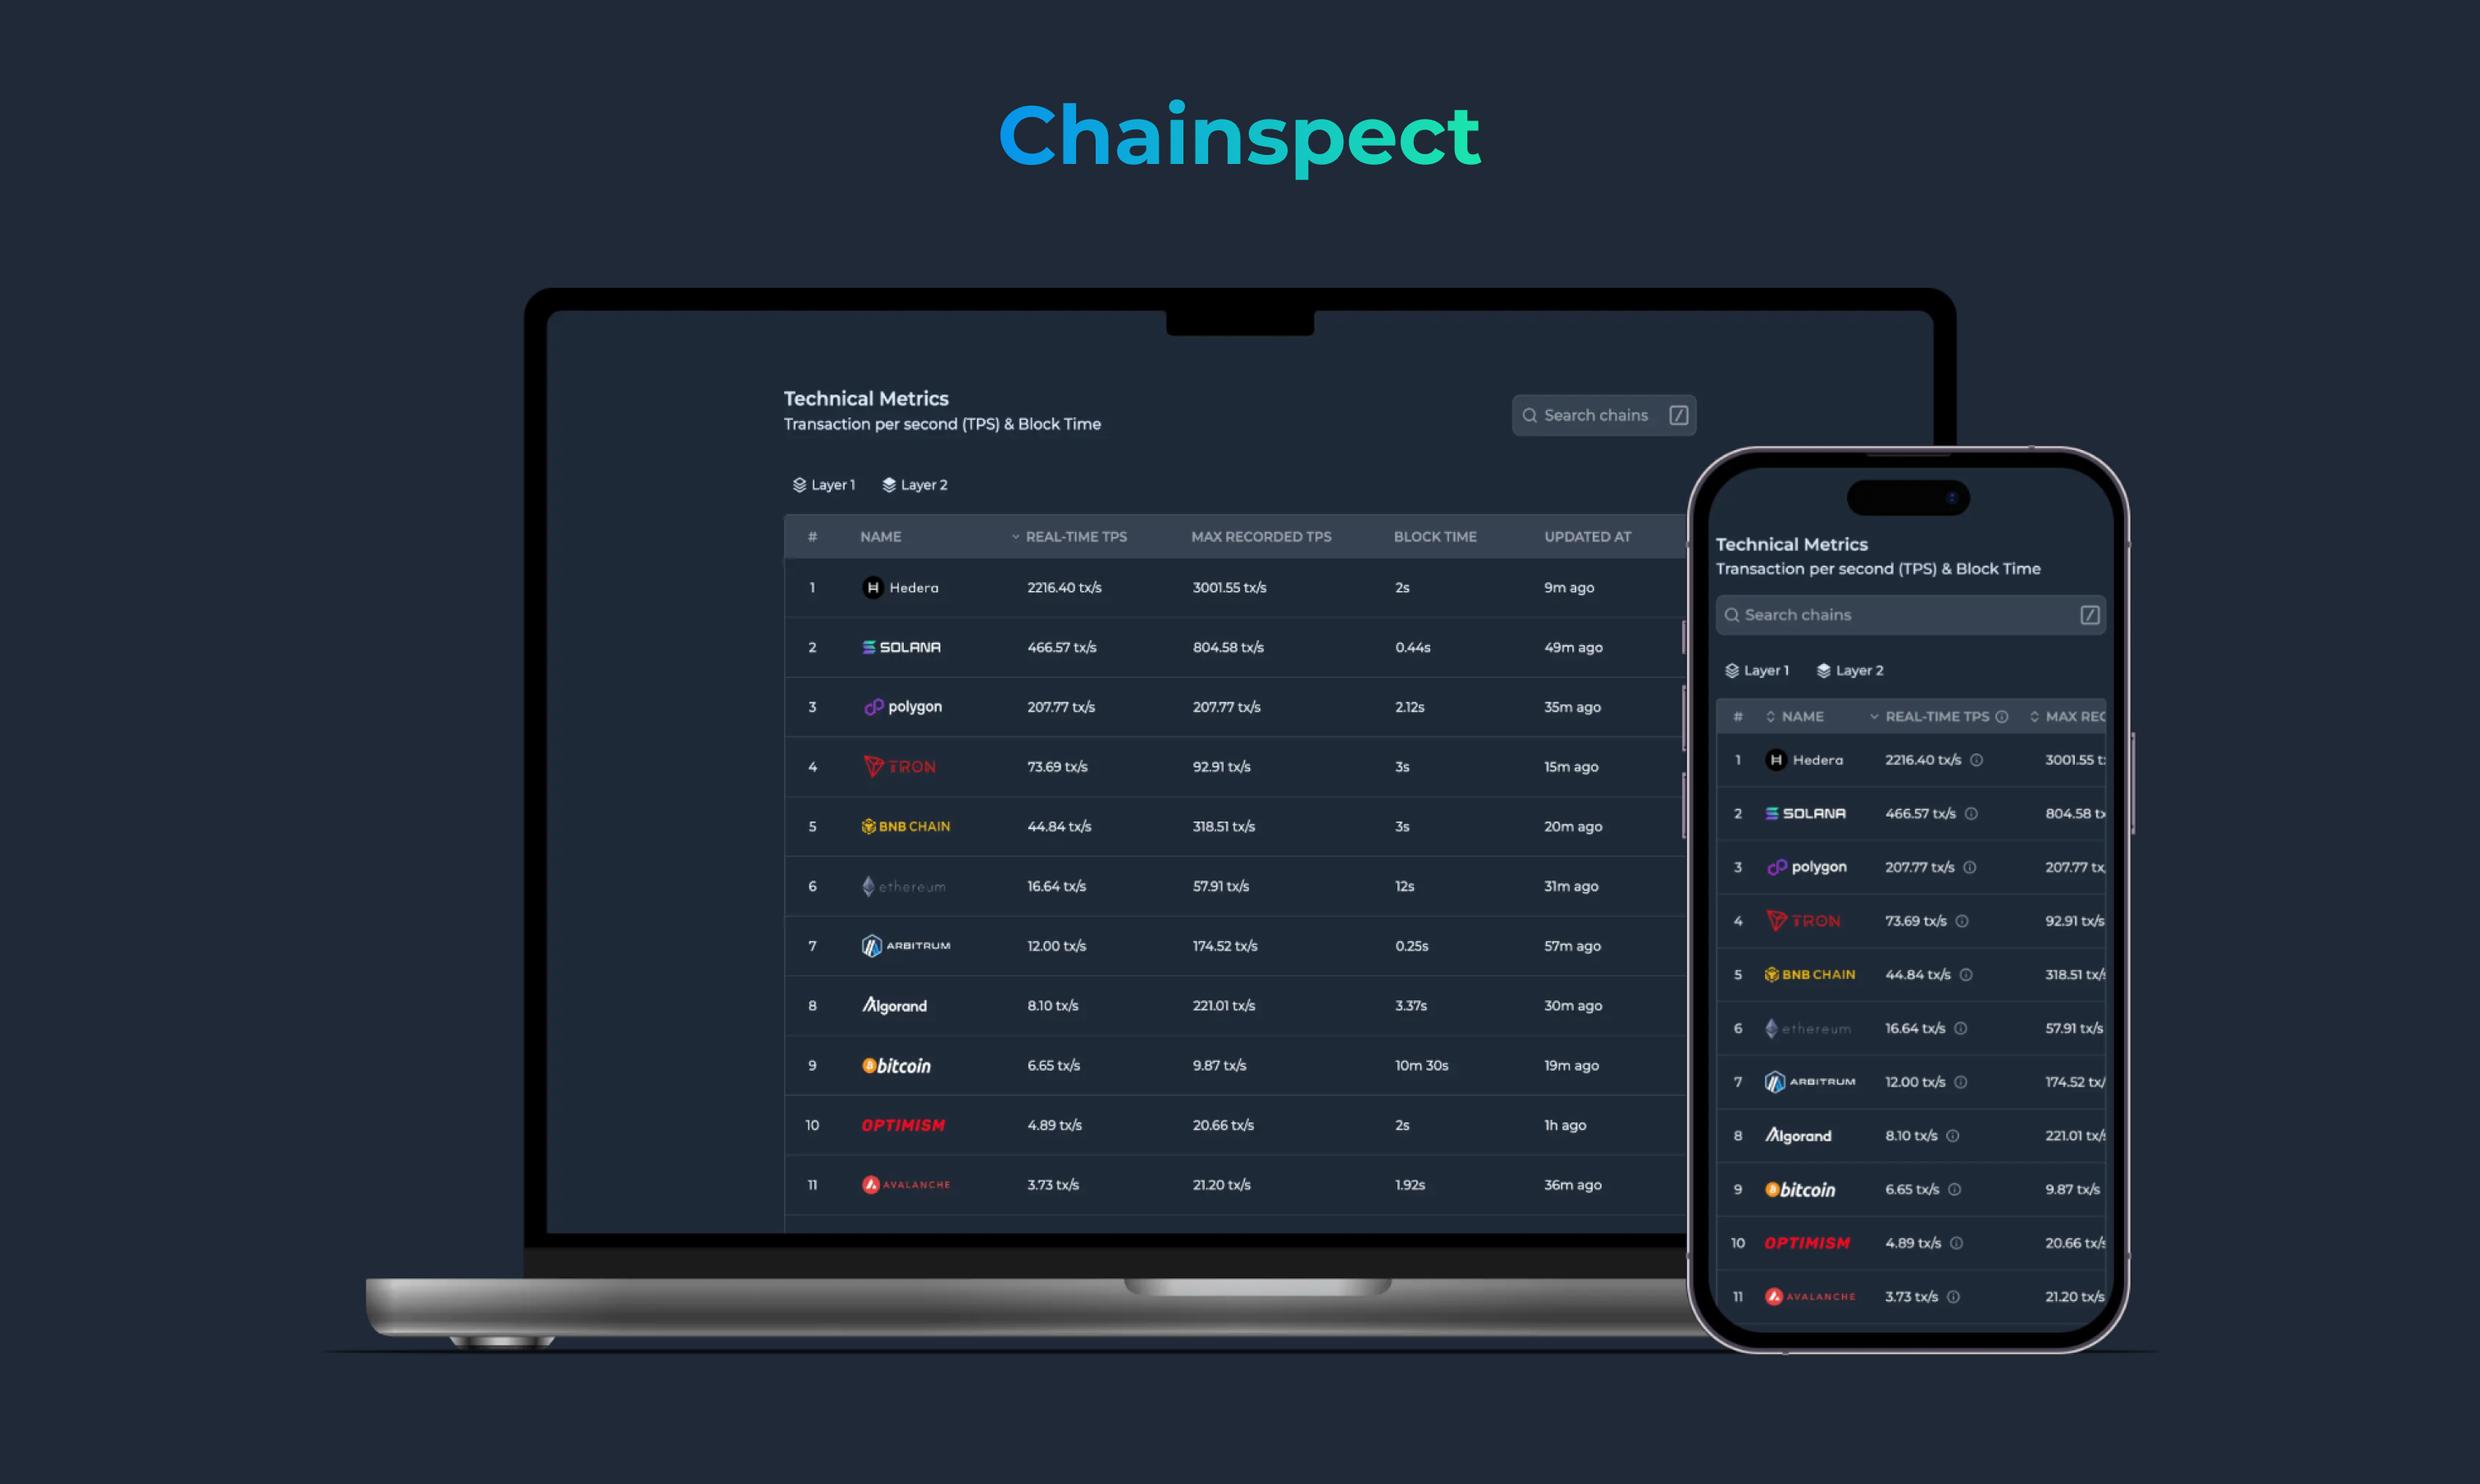 Chainspect
Technical Metrics
Transaction per second (TPS) & Block Time
Search chains /
Layer 1 Layer 2
# NAME REAL-TIME TPS MAX RECORDED TPS BLOCK TIME UPDATED AT
1 Hedera 2216.40 tx/s 3001.55 tx/s 2s 9m ago
2 SOLANA 466.57 tx/s 804.58 tx/s 0.44s 49m ago
3 polygon 207.77 tx/s 207.77 tx/s 2.12s 35m ago
4 TRON 73.69 tx/s 92.91 tx/s 3s 15m ago
5 BNB CHAIN 44.84 tx/s 318.51 tx/s 3s 20m ago
6 ethereum 16.64 tx/s 57.91 tx/s 12s 31m ago
7 ARBITRUM 12.00 tx/s 174.52 tx/s 0.25s 57m ago
8 Algorand 8.10 tx/s 221.01 tx/s 3.37s 30m ago
9 bitcoin 6.65 tx/s 9.87 tx/s 10m 30s 19m ago
10 OPTIMISM 4.89 tx/s 20.66 tx/s 2s 1h ago
11 AVALANCHE 3.73 tx/s 21.20 tx/s 1.92s 36m ago
Technical Metrics
Transaction per second (TPS) & Block Time
Search chains /
Layer 1 Layer 2
# NAME REAL-TIME TPS MAX REC
1 Hedera 2216.40 tx/s 3001.55 t
2 SOLANA 466.57 tx/s 804.58 tx
3 polygon 207.77 tx/s 207.77 tx
4 TRON 73.69 tx/s 92.91 tx/s
5 BNB CHAIN 44.84 tx/s 318.51 tx/s
6 ethereum 16.64 tx/s 57.91 tx/s
7 ARBITRUM 12.00 tx/s 174.52 tx/
8 Algorand 8.10 tx/s 221.01 tx/s
9 bitcoin 6.65 tx/s 9.87 tx/s
10 OPTIMISM 4.89 tx/s 20.66 tx/s
11 AVALANCHE 3.73 tx/s 21.20 tx/s